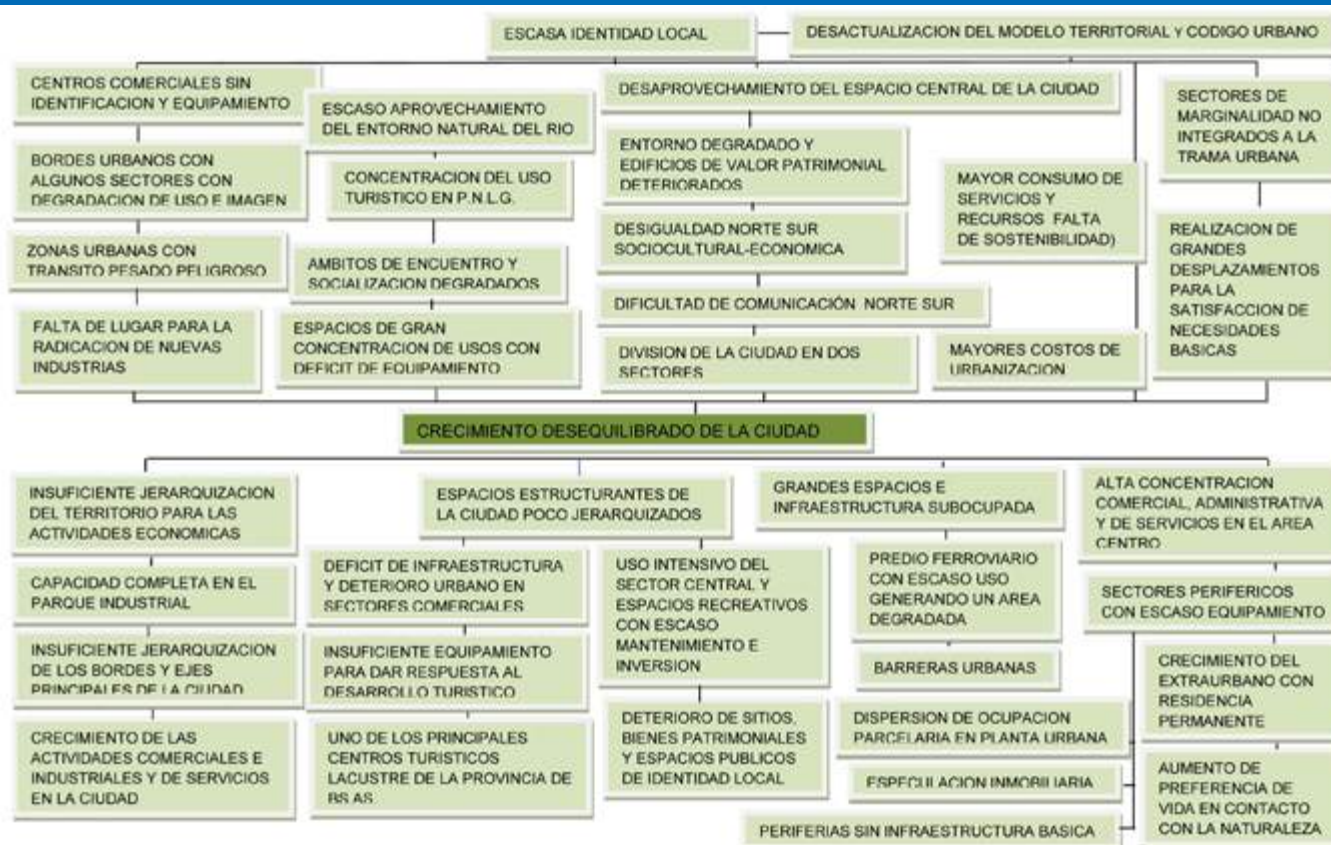 ESCASA IDENTIDAD LOCAL
DESACTUALIZACION DEL MODELO TERRITORIAL Y CODIGO URBANO
CENTROS COMERCIALES SIN
IDENTIFICACION Y EQUIPAMIENTO
BORDES URBANOS CON
ALGUNOS SECTORES CON
DEGRADACION DE USO E IMAGEN
ZONAS URBANAS CON
TRANSITO PESADO PELIGROSO
FALTA DE LUGAR PARA LA
RADICACION DE NUEVAS
INDUSTRIAS
ESCASO APROVECHAMIENTO
DEL ENTORNO NATURAL DEL RIO
CONCENTRACION DEL USO
TURISTICO EN P.N.L.G.
AMBITOS DE ENCUENTRO Y
SOCIALIZACION DEGRADADOS
ESPACIOS DE GRAN
CONCENTRACION DE USOS CON
DEFICIT DE EQUIPAMIENTO
DESAPROVECHAMIENTO DEL ESPACIO CENTRAL DE LA CIUDAD
ENTORNO DEGRADADO Y
EDIFICIOS DE VALOR PATRIMONIAL
DETERIORADOS
DESIGUALDAD NORTE SUR
SOCIOCULTURAL-ECONOMICA
DIFICULTAD DE COMUNICACIÓN NORTE SUR
DIVISION DE LA CIUDAD EN DOS
SECTORES
MAYOR CONSUMO DE
SERVICIOS Y
RECURSOS FALTA
DE SOSTENIBILIDAD)
MAYORES COSTOS DE
URBANIZACION
SECTORES DE
MARGINALIDAD NO
INTEGRADOS A LA
TRAMA URBANA
REALIZACION DE
GRANDES
DESPLAZAMIENTOS
PARA LA
SATISFACCION DE
NECESIDADES
BASICAS
CRECIMIENTO DESEQUILIBRADO DE LA CIUDAD
INSUFICIENTE JERARQUIZACION
DEL TERRITORIO PARA LAS
ACTIVIDADES ECONOMICAS
CAPACIDAD COMPLETA EN EL
PARQUE INDUSTRIAL
INSUFICIENTE JERARQUIZACION
DE LOS BORDES Y EJES
PRINCIPALES DE LA CIUDAD
CRECIMIENTO DE LAS
ACTIVIDADES COMERCIALES E
INDUSTRIALES Y DE SERVICIOS
EN LA CIUDAD
ESPACIOS ESTRUCTURANTES DE
LA CIUDAD POCO JERARQUIZADOS
DEFICIT DE INFRAESTRUCTURA
Y DETERIORO URBANO EN
SECTORES COMERCIALES
INSUFICIENTE EQUIPAMIENTO
PARA DAR RESPUESTA AL
DESARROLLO TURISTICO
UNO DE LOS PRINCIPALES
CENTROS TURISTICOS
LACUSTRE DE LA PROVINCIA DE
BS AS
USO INTENSIVO DEL
SECTOR CENTRAL Y
ESPACIOS RECREATIVOS
CON ESCASO
MANTENIMIENTO E
INVERSION
DETERIORO DE SITIOS,
BIENES PATRIMONIALES
Y ESPACIOS PUBLICOS
DE IDENTIDAD LOCAL
GRANDES ESPACIOS E
INFRAESTRUCTURA SUBOCUPADA
PREDIO FERROVIARIO
CON ESCASO USO
GENERANDO UN AREA
DEGRADADA
BARRERAS URBANAS
ALTA CONCENTRACION
COMERCIAL, ADMINISTRATIVA
Y DE SERVICIOS EN EL AREA
CENTRO
SECTORES PERIFERICOS
CON ESCASO EQUIPAMIENTO
DISPERSION DE OCUPACION
PARCELARIA EN PLANTA URBANA
ESPECULACION INMOBILIARIA
PERIFERIAS SIN INFRAESTRUCTURA BASICA
CRECIMIENTO DEL
EXTRAURBANO CON
RESIDENCIA
PERMANENTE
AUMENTO DE
PREFERENCIA DE
VIDA EN CONTACTO
CON LA NATURALEZA